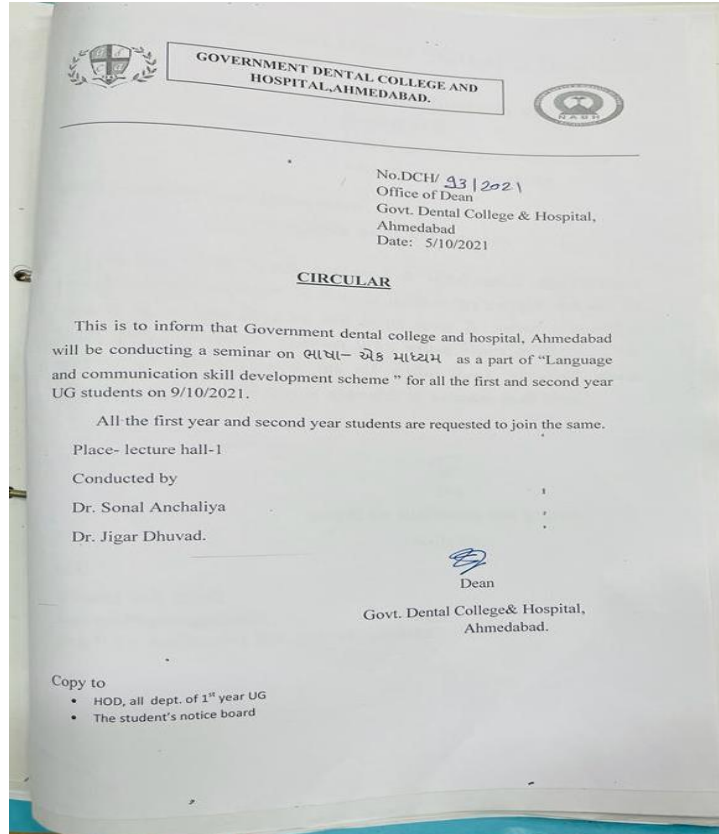 GOVERNMENT DENTAL COLLEGE AND
HOSPITAL,AHMEDABAD.
NABH
No.DCH/ 93/2021
Office of Dean
Govt. Dental College & Hospital,
Ahmedabad
Date: 5/10/2021
CIRCULAR
This is to inform that Government dental college and hospital, Ahmedabad
will be conducting a seminar on ભાષા– એક માધ્યમ as a part of “Language
and communication skill development scheme ” for all the first and second year
UG students on 9/10/2021.
All the first year and second year students are requested to join the same.
Place- lecture hall-1
Conducted by
Dr. Sonal Anchaliya
Dr. Jigar Dhuvad.
Dean
Govt. Dental College& Hospital,
Ahmedabad.
Copy to
• HOD, all dept. of 1st year UG
• The student's notice board